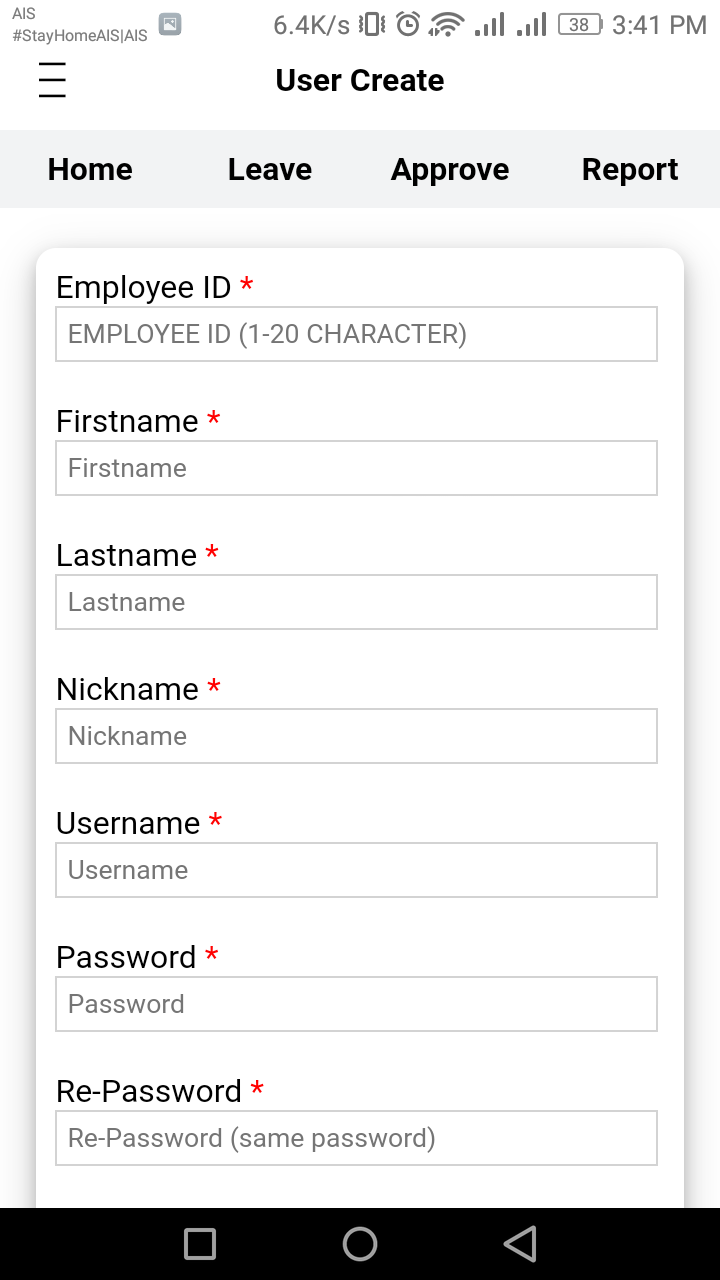 AIS
#StayHomeAIS|AIS
6.4K/s 38 3:41 PM
User Create
Home Leave Approve Report
Employee ID *
EMPLOYEE ID (1-20 CHARACTER)
Firstname *
Firstname
Lastname *
Lastname
Nickname *
Nickname
Username *
Username
Password *
Password
Re-Password *
Re-Password (same password)